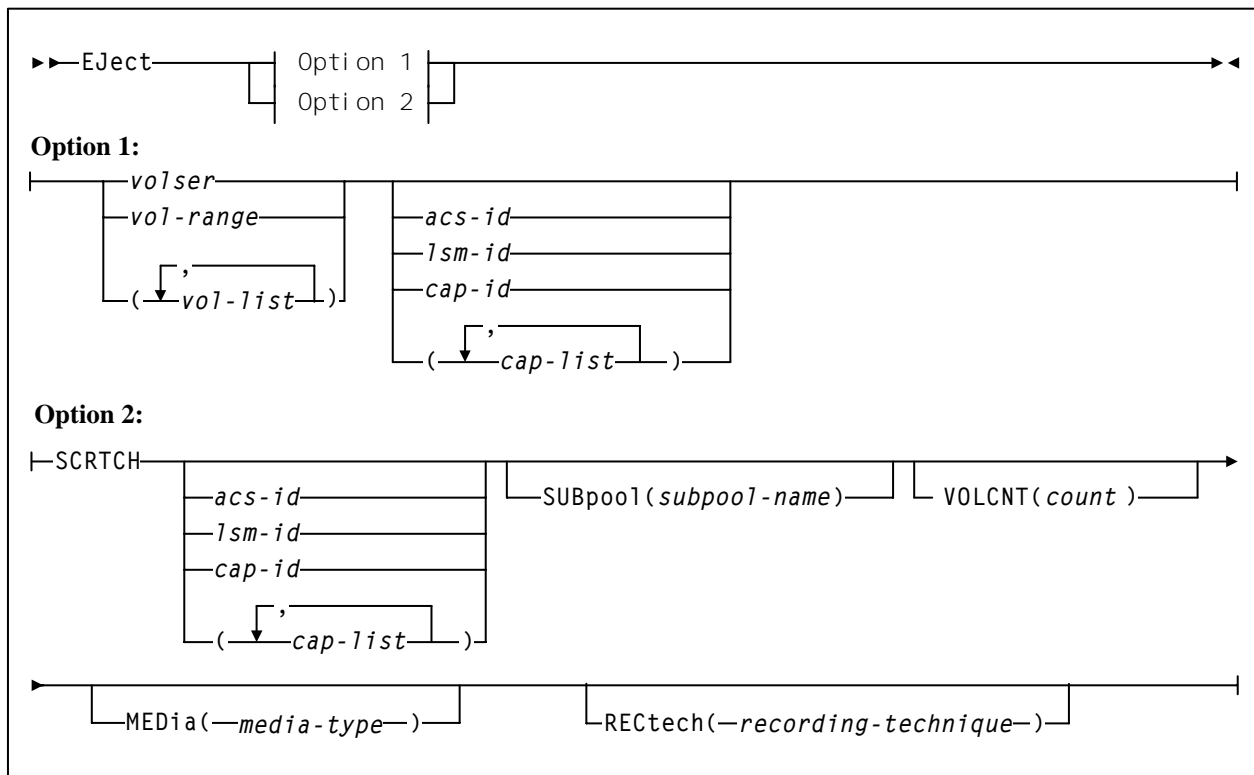 EJect
Option 1
Option 2
Option 1:
volser
vol-range
,
(vol-list)
acs-id
lsm-id
cap-id
,
(cap-list)
Option 2:
SCRTCH
acs-id
lsm-id
cap-id
,
(cap-list)
SUBpool(subpool-name)
VOLCNT(count)
MEDia(media-type)
RECtech(recording-technique)